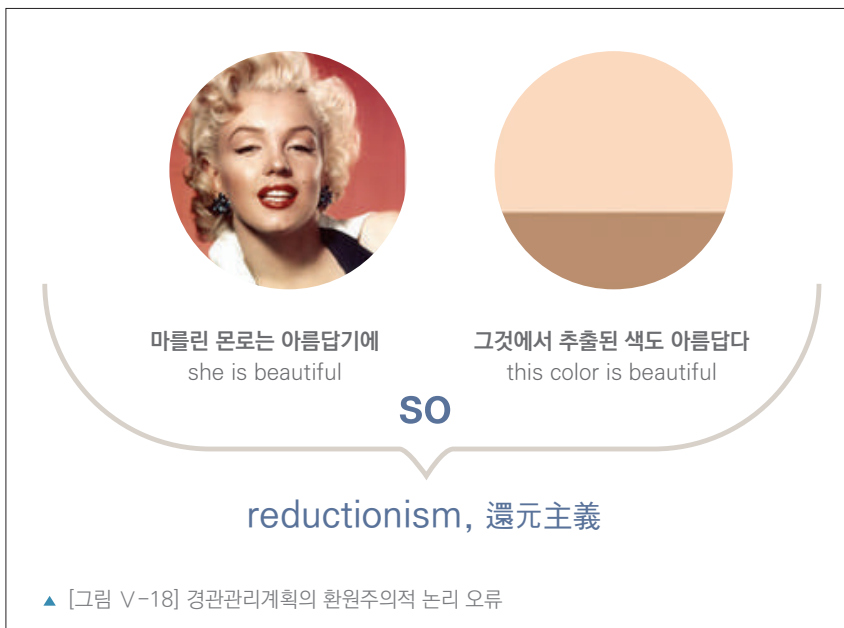 마를린 몬로는 아름답기에
she is beautiful
그것에서 추출된 색도 아름답다
this color is beautiful
so
reductionism, 還元主義
▲ [그림 Ⅴ-18] 경관관리계획의 환원주의적 논리 오류